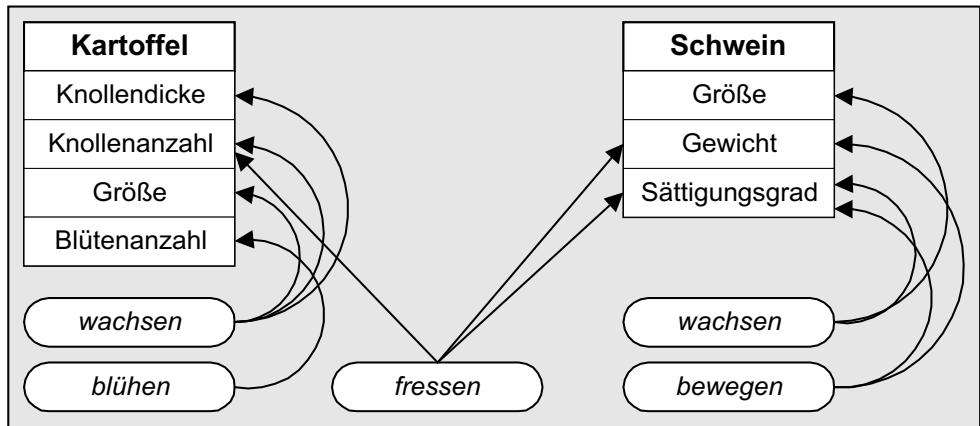 Kartoffel
Knollendicke
Knollenanzahl
Größe
Blütenanzahl
wachsen
blühen
fressen
Schwein
Größe
Gewicht
Sättigungsgrad
wachsen
bewegen